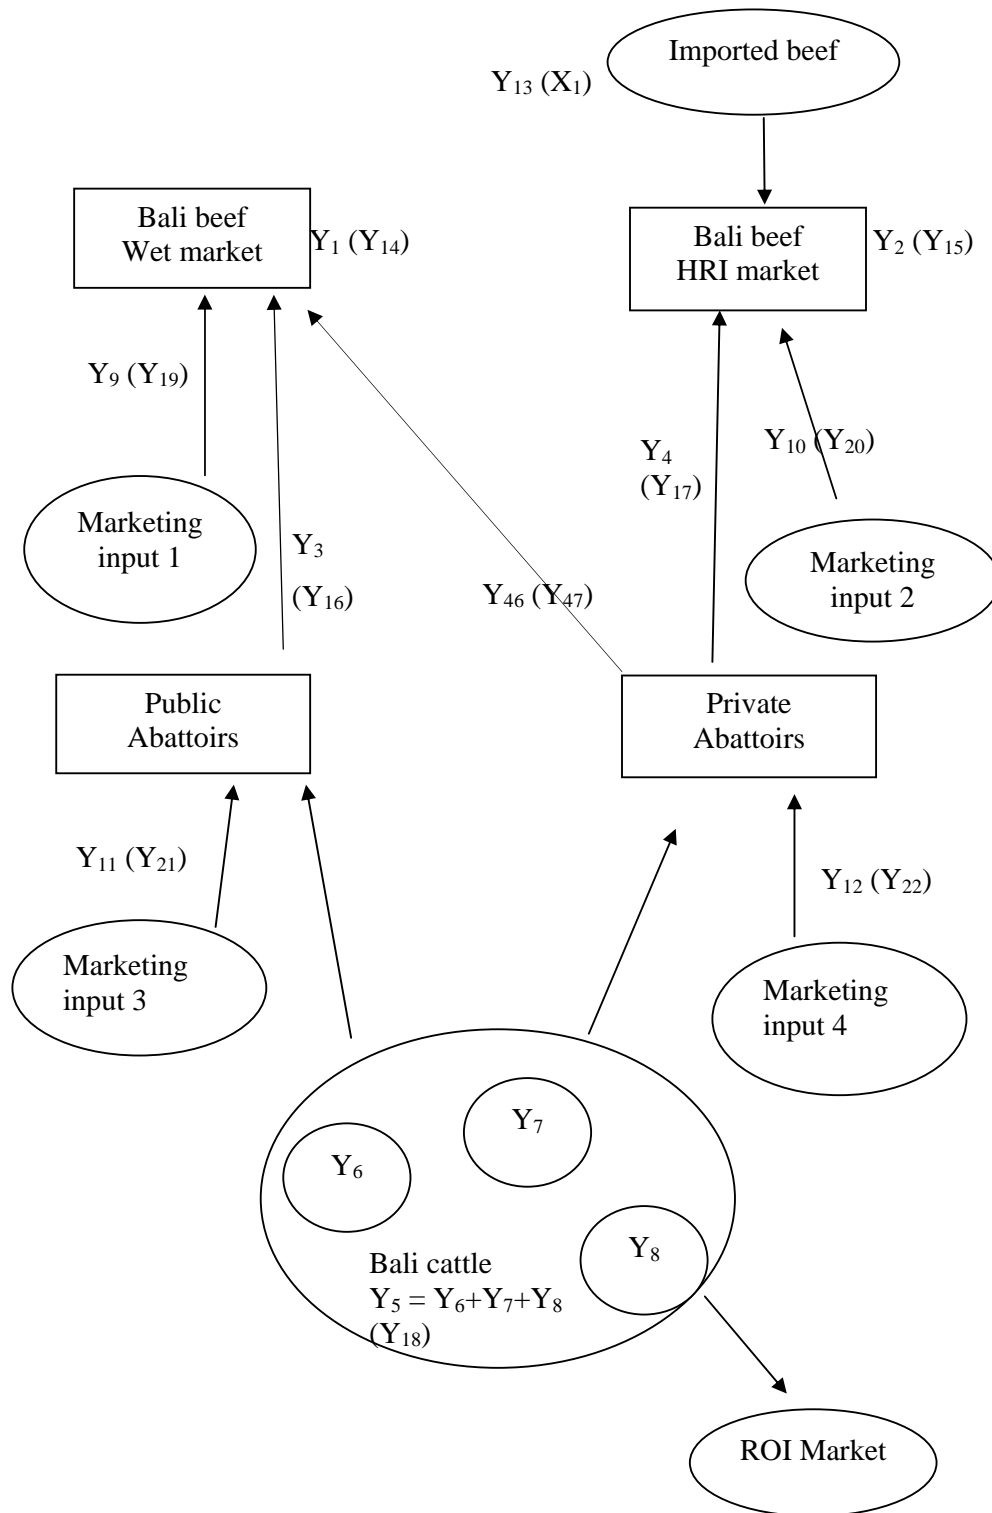 Imported beef
Y₁₃ (X₁)
Bali beef
Wet market
Y₁ (Y₁₄)
Bali beef
HRI market
Y₂ (Y₁₅)
Y₉ (Y₁₉)
Y₄
(Y₁₇)
Y₁₀ (Y₂₀)
Marketing
input 1
Y₃
(Y₁₆)
Y₄₆ (Y₄₇)
Marketing
input 2
Public
Abattoirs
Private
Abattoirs
Y₁₁ (Y₂₁)
Y₁₂ (Y₂₂)
Marketing
input 3
Marketing
input 4
Y₇
Y₆
Y₈
Bali cattle
Y₅ = Y₆+Y₇+Y₈
(Y₁₈)
ROI Market